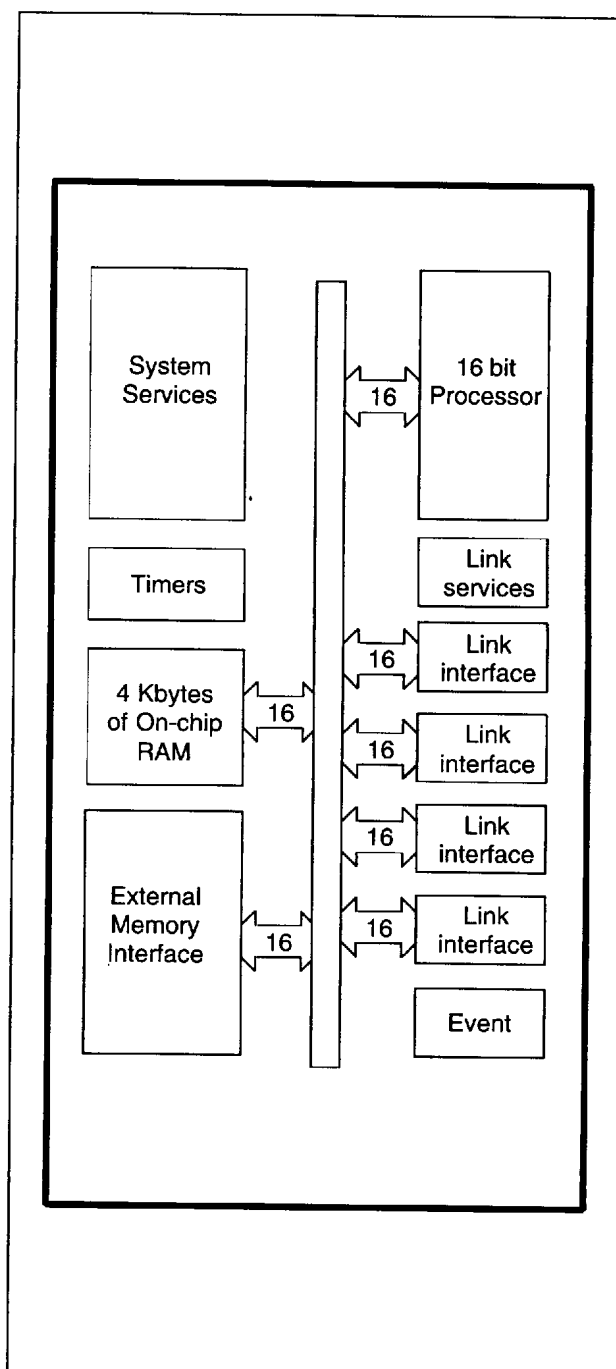 System
Services
16 bit
Processor
16
Timers
Link
services
16
Link
interface
4 Kbytes
of On-chip
RAM
16
16
Link
interface
16
Link
interface
External
Memory
Interface
16
16
Link
interface
Event